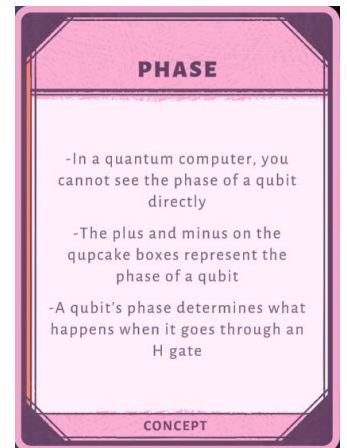 PHASE
-In a quantum computer, you
cannot see the phase of a qubit
directly
-The plus and minus on the
qupcake boxes represent the
phase of a qubit
-A qubit's phase determines what
happens when it goes through an
H gate
CONCEPT